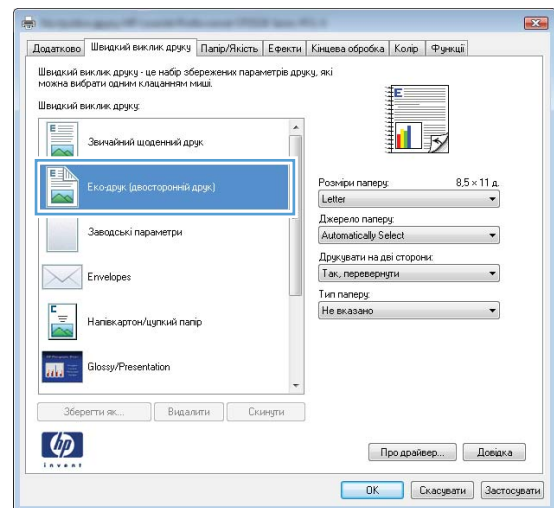 Додатково Швидкий виклик друку Папір/Якість Ефекти Кінцева обробка Колір Функції
Швидкий виклик друку - це набір збережених параметрів друку, які
можна вибрати одним клацанням миші.
Швидкий виклик друку:
Звичайний щоденний друк
Еко-друк (двосторонній друк)
Заводські параметри
Envelopes
Напівкартон/цупкий папір
Glossy/Presentation
Розміри паперу: 8,5 × 11 д.
Letter
Джерело паперу:
Automatically Select
Друкувати на дві сторони:
Так, перевернути
Тип паперу:
Не вказано
Зберегти як... Видалити Скинути
hp
invent
Про драйвер... Довідка
ОК Скасувати Застосувати